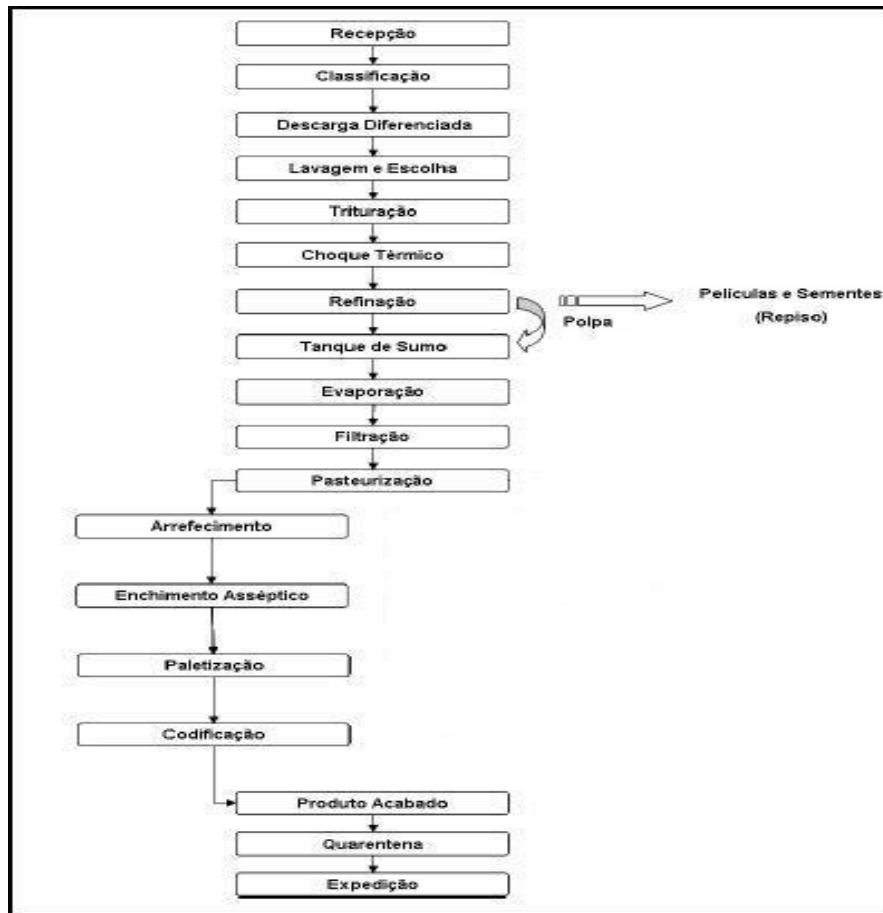 Recepção
Classificação
Descarga Diferenciada
Lavagem e Escolha
Trituração
Choque Térmico
Refinação
Polpa
Películas e Sementes
(Repiso)
Tanque de Sumo
Evaporação
Filtração
Pasteurização
Arrefecimento
Enchimento Asséptico
Paletização
Codificação
Produto Acabado
Quarentena
Expedição